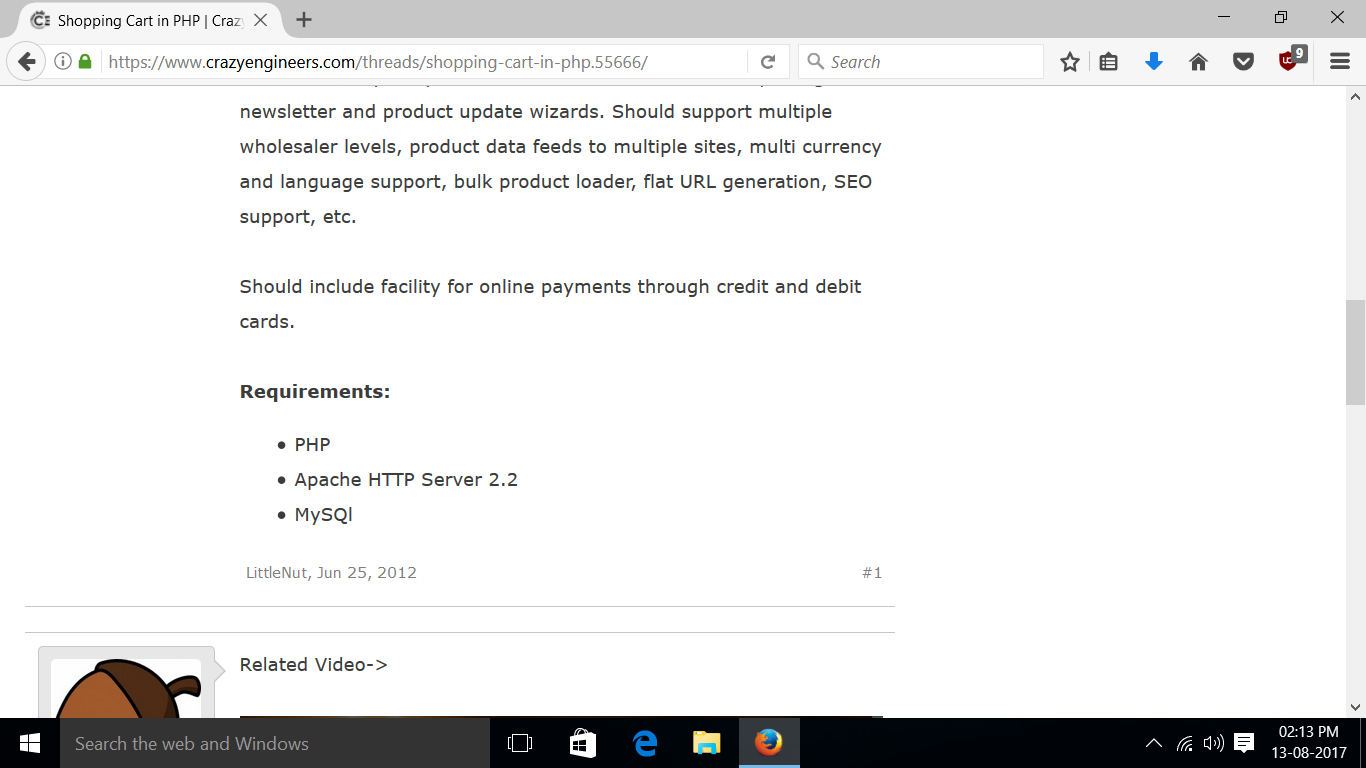 Shopping Cart in PHP | Crazy
https://www.crazyengineers.com/threads/shopping-cart-in-php.55666/
Search
9
newsletter and product update wizards. Should support multiple
wholesaler levels, product data feeds to multiple sites, multi currency
and language support, bulk product loader, flat URL generation, SEO
support, etc.
Should include facility for online payments through credit and debit
cards.
Requirements:
• PHP
• Apache HTTP Server 2.2
• MySQl
LittleNut, Jun 25, 2012
#1
Related Video->
Search the web and Windows
02:13 PM
13-08-2017